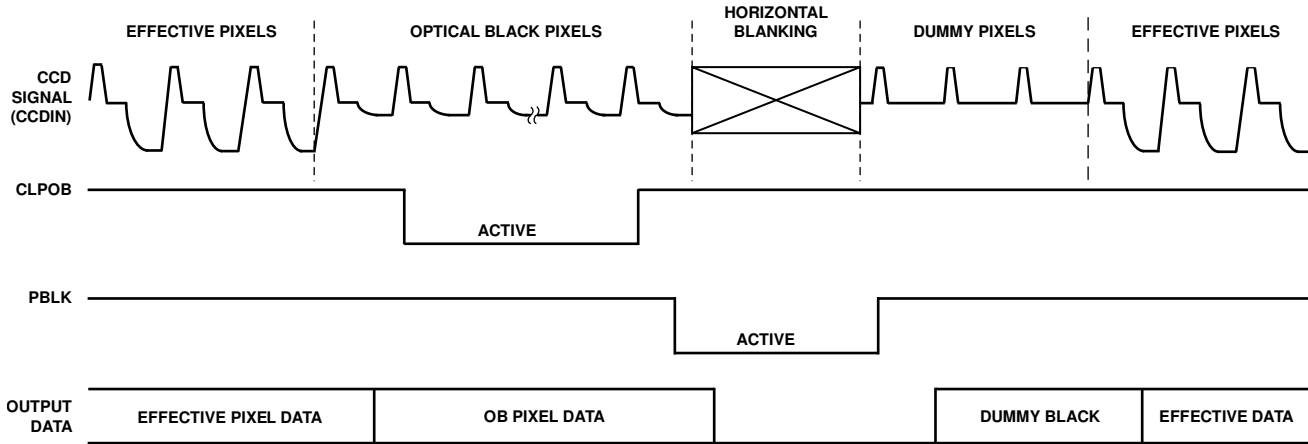 EFFECTIVE PIXELS
OPTICAL BLACK PIXELS
HORIZONTAL
BLANKING
DUMMY PIXELS
EFFECTIVE PIXELS
CCD
SIGNAL
(CCDIN)
CLPOB
ACTIVE
PBLK
ACTIVE
OUTPUT
DATA
EFFECTIVE PIXEL DATA
OB PIXEL DATA
DUMMY BLACK
EFFECTIVE DATA